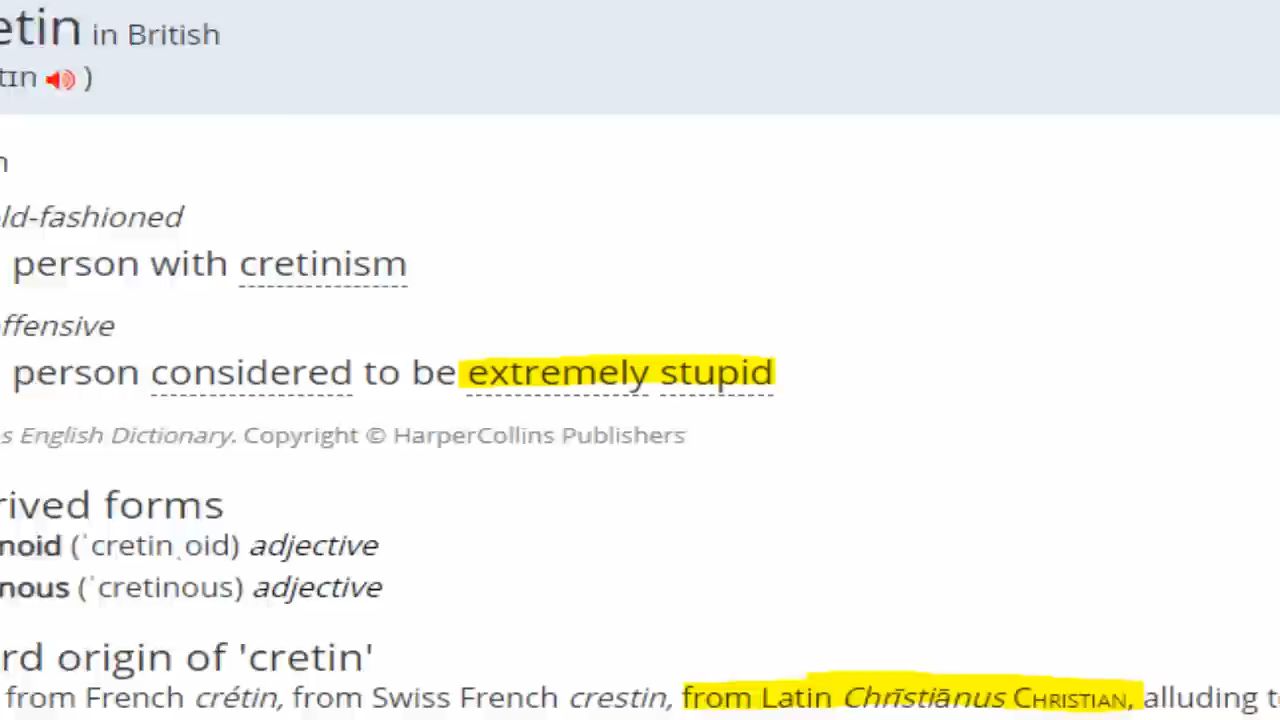 etin in British
tɪn )
n
ld-fashioned
person with cretinism
ffensive
person considered to be extremely stupid
s English Dictionary. Copyright © HarperCollins Publishers
rived forms
noid (ˈcretinˌoid) adjective
nous (ˈcretinous) adjective
rd origin of 'cretin'
from French crétin, from Swiss French crestin, from Latin Chrīstiānus CHRISTIAN, alluding t